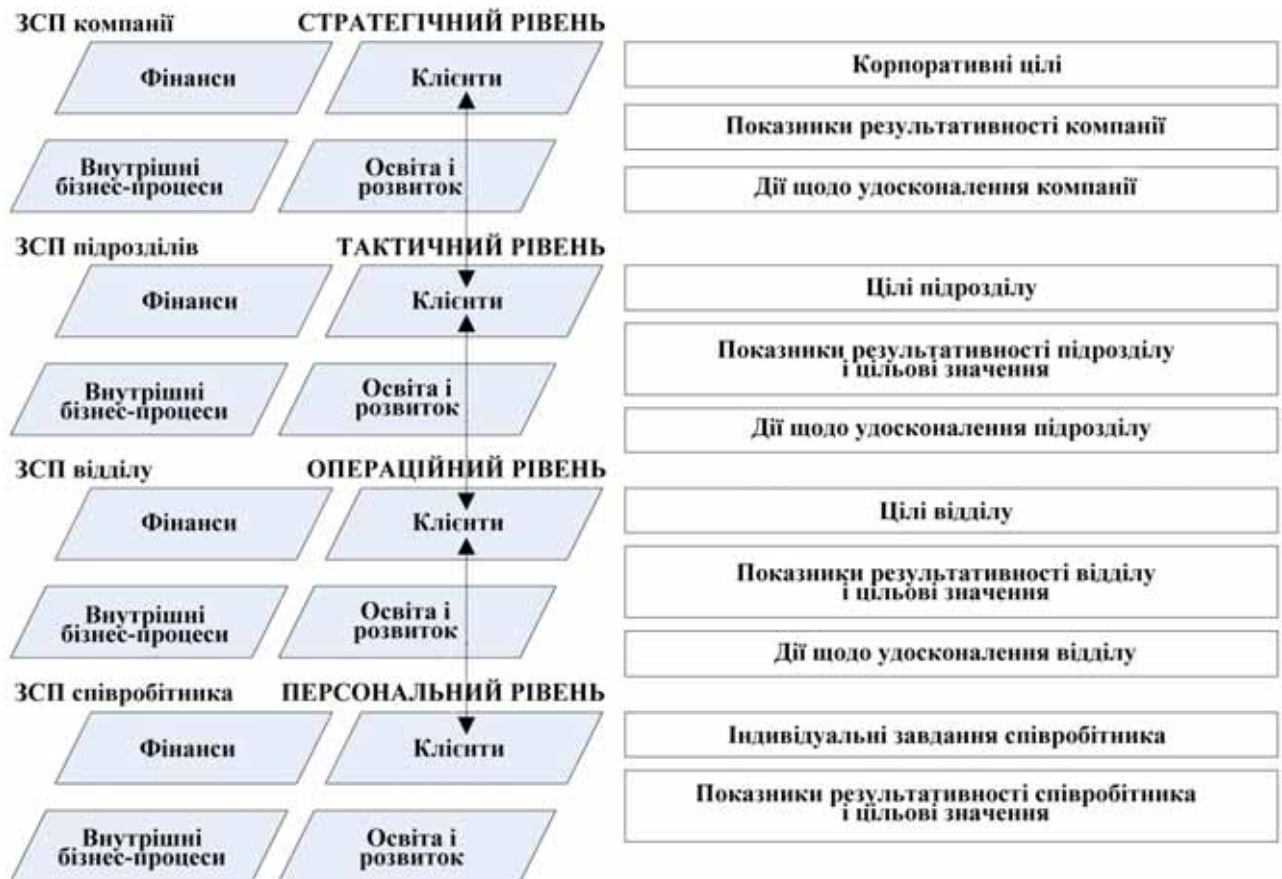 ЗСП компанії
СТРАТЕГІЧНИЙ РІВЕНЬ
Фінанси
Клієнти
Корпоративні цілі
Показники результативності компанії
Внутрішні
бізнес-процеси
Освіта і
розвиток
Дії щодо удосконалення компанії
ЗСП підрозділів
ТАКТИЧНИЙ РІВЕНЬ
Фінанси
Клієнти
Цілі підрозділу
Показники результативності підрозділу
і цільові значення
Внутрішні
бізнес-процеси
Освіта і
розвиток
Дії щодо удосконалення підрозділу
ЗСП відділу
ОПЕРАЦІЙНИЙ РІВЕНЬ
Фінанси
Клієнти
Цілі відділу
Показники результативності відділу
і цільові значення
Внутрішні
бізнес-процеси
Освіта і
розвиток
Дії щодо удосконалення відділу
ЗСП співробітника
ПЕРСОНАЛЬНИЙ РІВЕНЬ
Фінанси
Клієнти
Індивідуальні завдання співробітника
Показники результативності співробітника
і цільові значення
Внутрішні
бізнес-процеси
Освіта і
розвиток